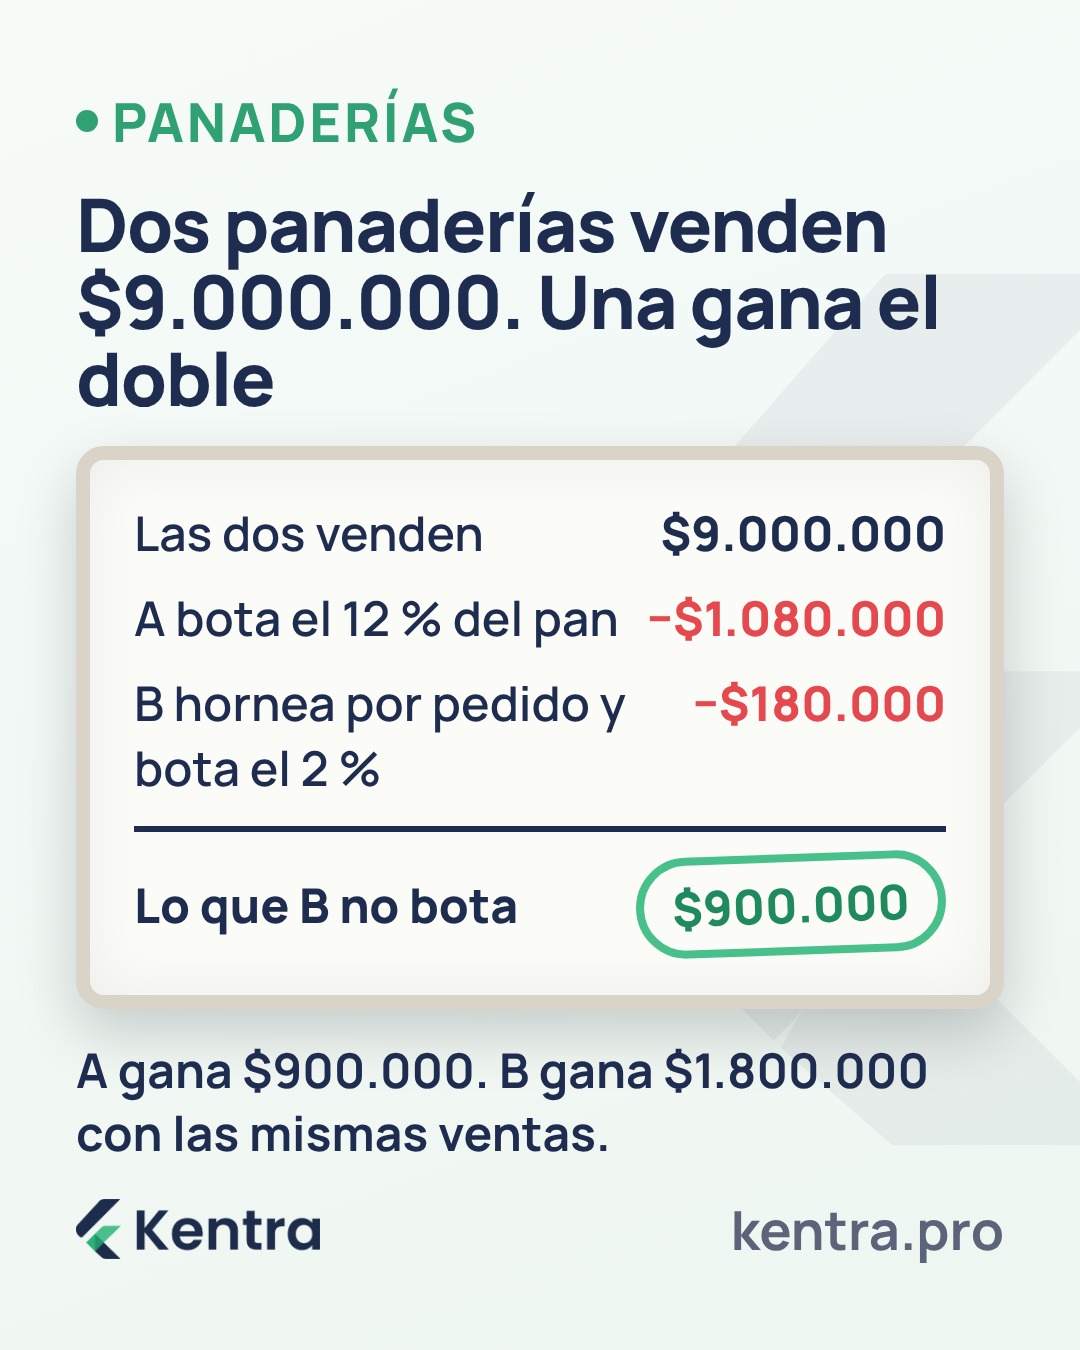 PANADERÍAS
Dos panaderías venden
$9.000.000. Una gana el
doble
Las dos venden $9.000.000
A bota el 12 % del pan −$1.080.000
B hornea por pedido y −$180.000
bota el 2 %
Lo que B no bota $900.000
A gana $900.000. B gana $1.800.000
con las mismas ventas.
Kentra kentra.pro